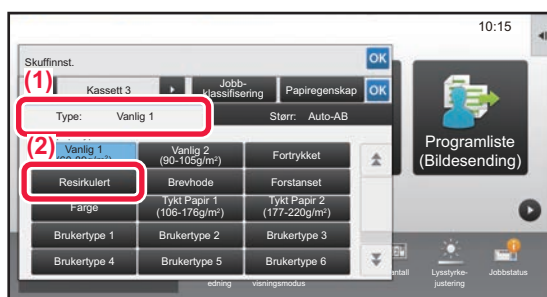 10:15
Skuffinnst.
OK
(1)
Kassett 3
Jobb-
klassifisering
Papiregenskap
OK
Type: Vanlig 1
Størr: Auto-AB
(2)
Vanlig 1
Vanlig 2
(90-105g/m²)
Fortrykket
Resirkulert
Brevhode
Forstanset
Farge
Tykt Papir 1
(106-176g/m²)
Tykt Papir 2
(177-220g/m²)
Brukertype 1
Brukertype 2
Brukertype 3
Brukertype 4
Brukertype 5
Brukertype 6
Programliste
(Bildesending)
edning
visningsmodus
antall
Lysstyrke-
justering
Jobbstatus